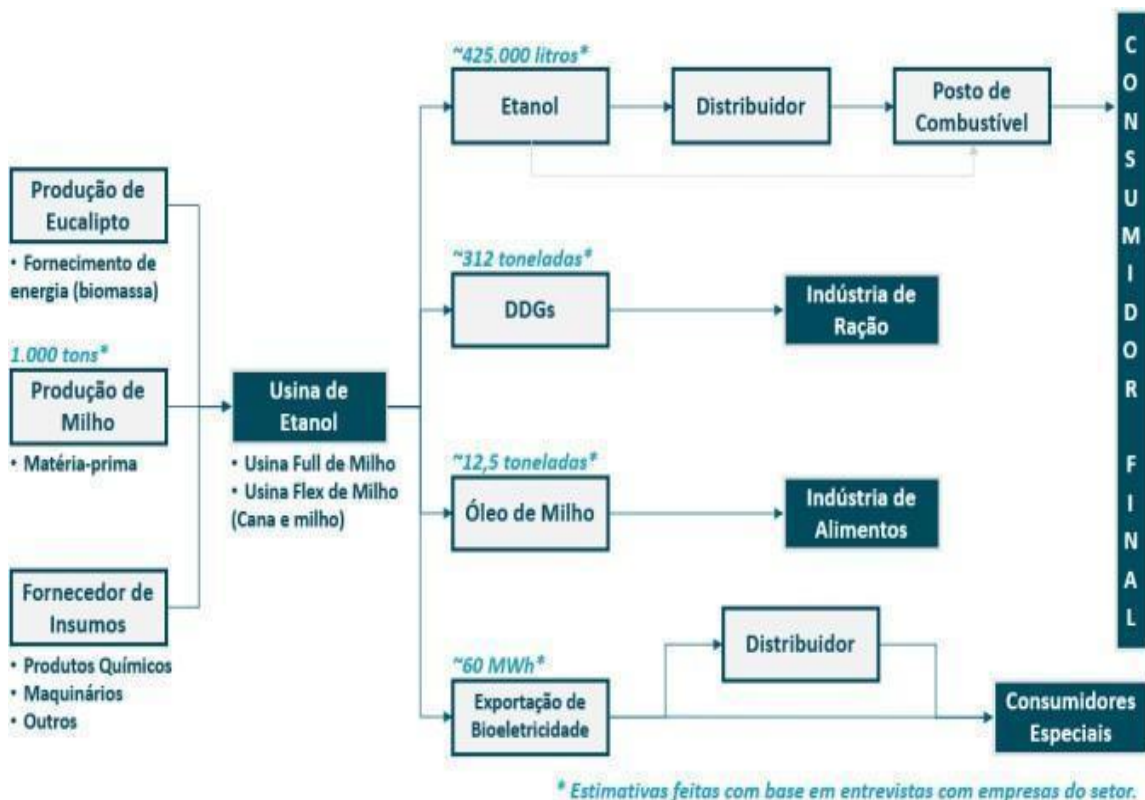 ~425.000 litros*
Etanol
Distribuidor
Posto de
Combustível
CONSUMIDOR FINAL
Produção de
Eucalipto
• Fornecimento de
energia (biomassa)
1.000 tons*
Produção de
Milho
• Matéria-prima
Fornecedor de
Insumos
• Produtos Químicos
• Maquinários
• Outros
Usina de
Etanol
• Usina Full de Milho
• Usina Flex de Milho
(Cana e milho)
~312 toneladas*
DDGs
Indústria de
Ração
~12,5 toneladas*
Óleo de Milho
Indústria de
Alimentos
~60 MWh*
Exportação de
Bioeletricidade
Distribuidor
Consumidores
Especiais
* Estimativas feitas com base em entrevistas com empresas do setor.